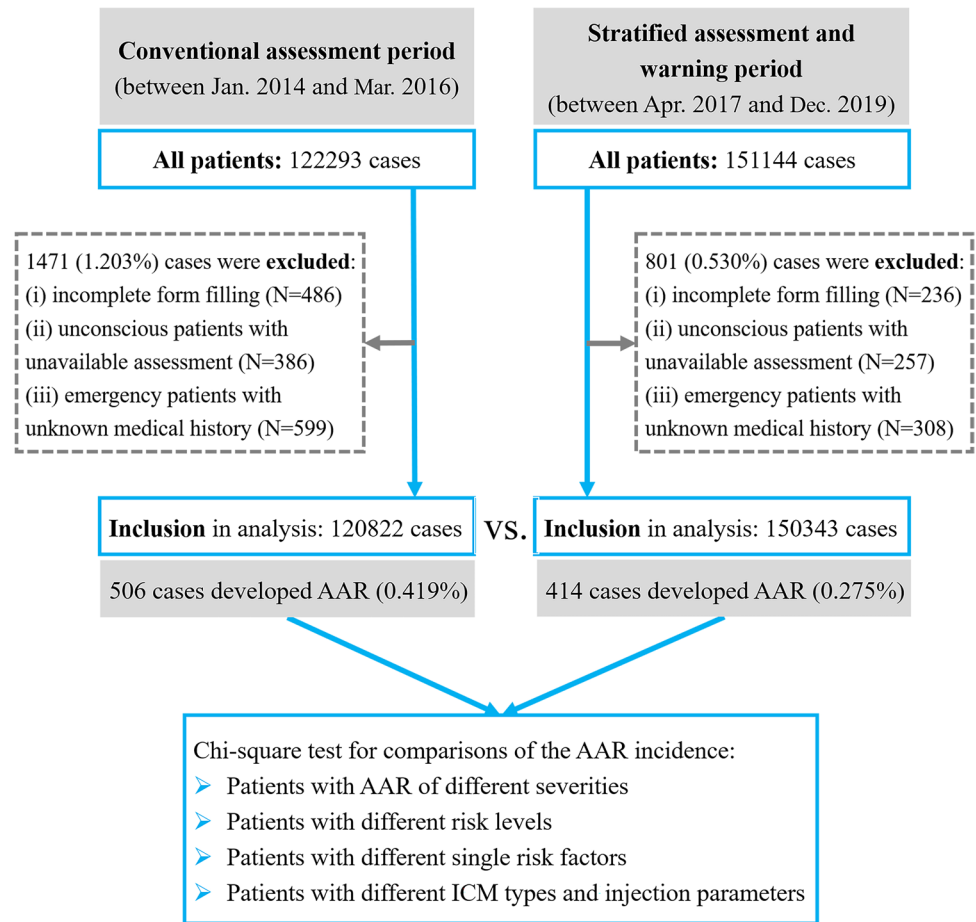 Conventional assessment period
(between Jan. 2014 and Mar. 2016)
All patients: 122293 cases
1471 (1.203%) cases were excluded:
(i) incomplete form filling (N=486)
(ii) unconscious patients with
unavailable assessment (N=386)
(iii) emergency patients with
unknown medical history (N=599)
Inclusion in analysis: 120822 cases
506 cases developed AAR (0.419%)
vs.
Stratified assessment and
warning period
(between Apr. 2017 and Dec. 2019)
All patients: 151144 cases
801 (0.530%) cases were excluded:
(i) incomplete form filling (N=236)
(ii) unconscious patients with
unavailable assessment (N=257)
(iii) emergency patients with
unknown medical history (N=308)
Inclusion in analysis: 150343 cases
414 cases developed AAR (0.275%)
Chi-square test for comparisons of the AAR incidence:
➢ Patients with AAR of different severities
➢ Patients with different risk levels
➢ Patients with different single risk factors
➢ Patients with different ICM types and injection parameters